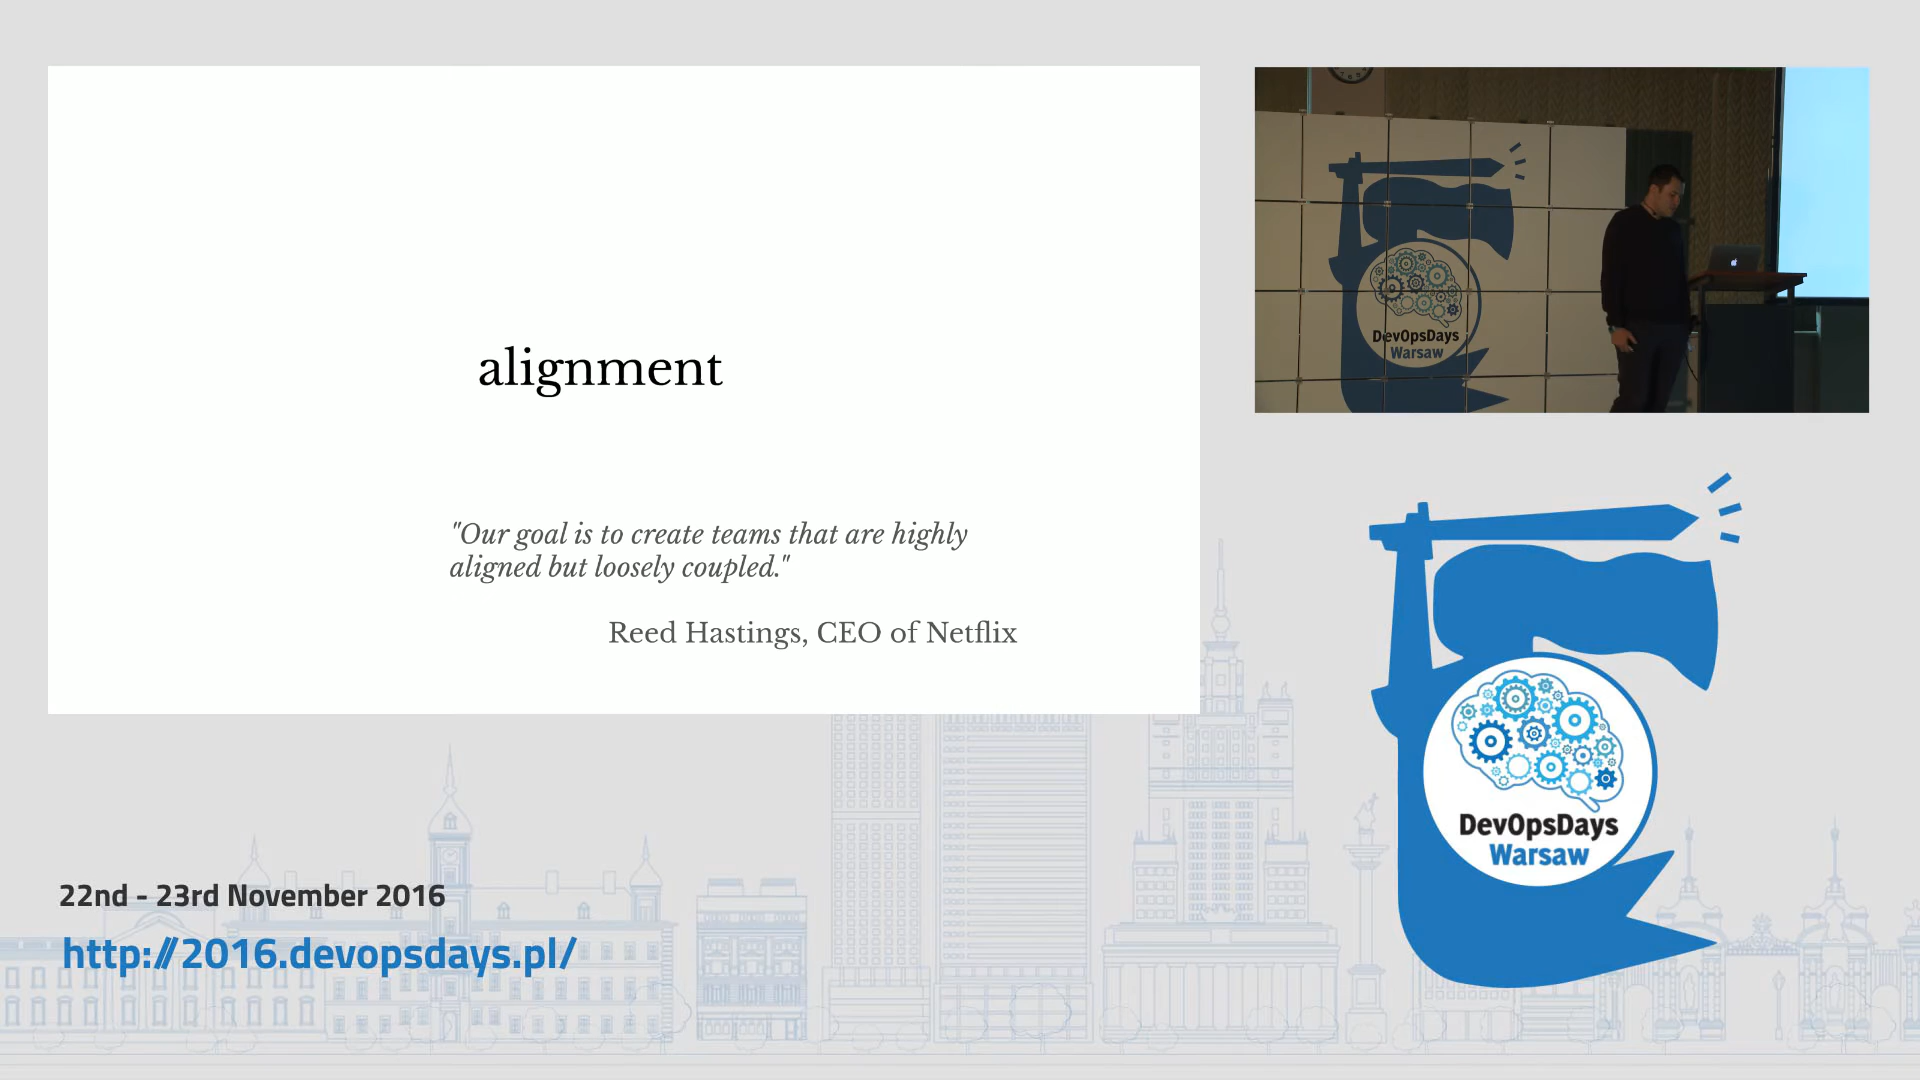 alignment
"Our goal is to create teams that are highly
aligned but loosely coupled."
Reed Hastings, CEO of Netflix
DevOpsDays
Warsaw
DevOpsDays
Warsaw
22nd - 23rd November 2016
http://2016.devopsdays.pl/